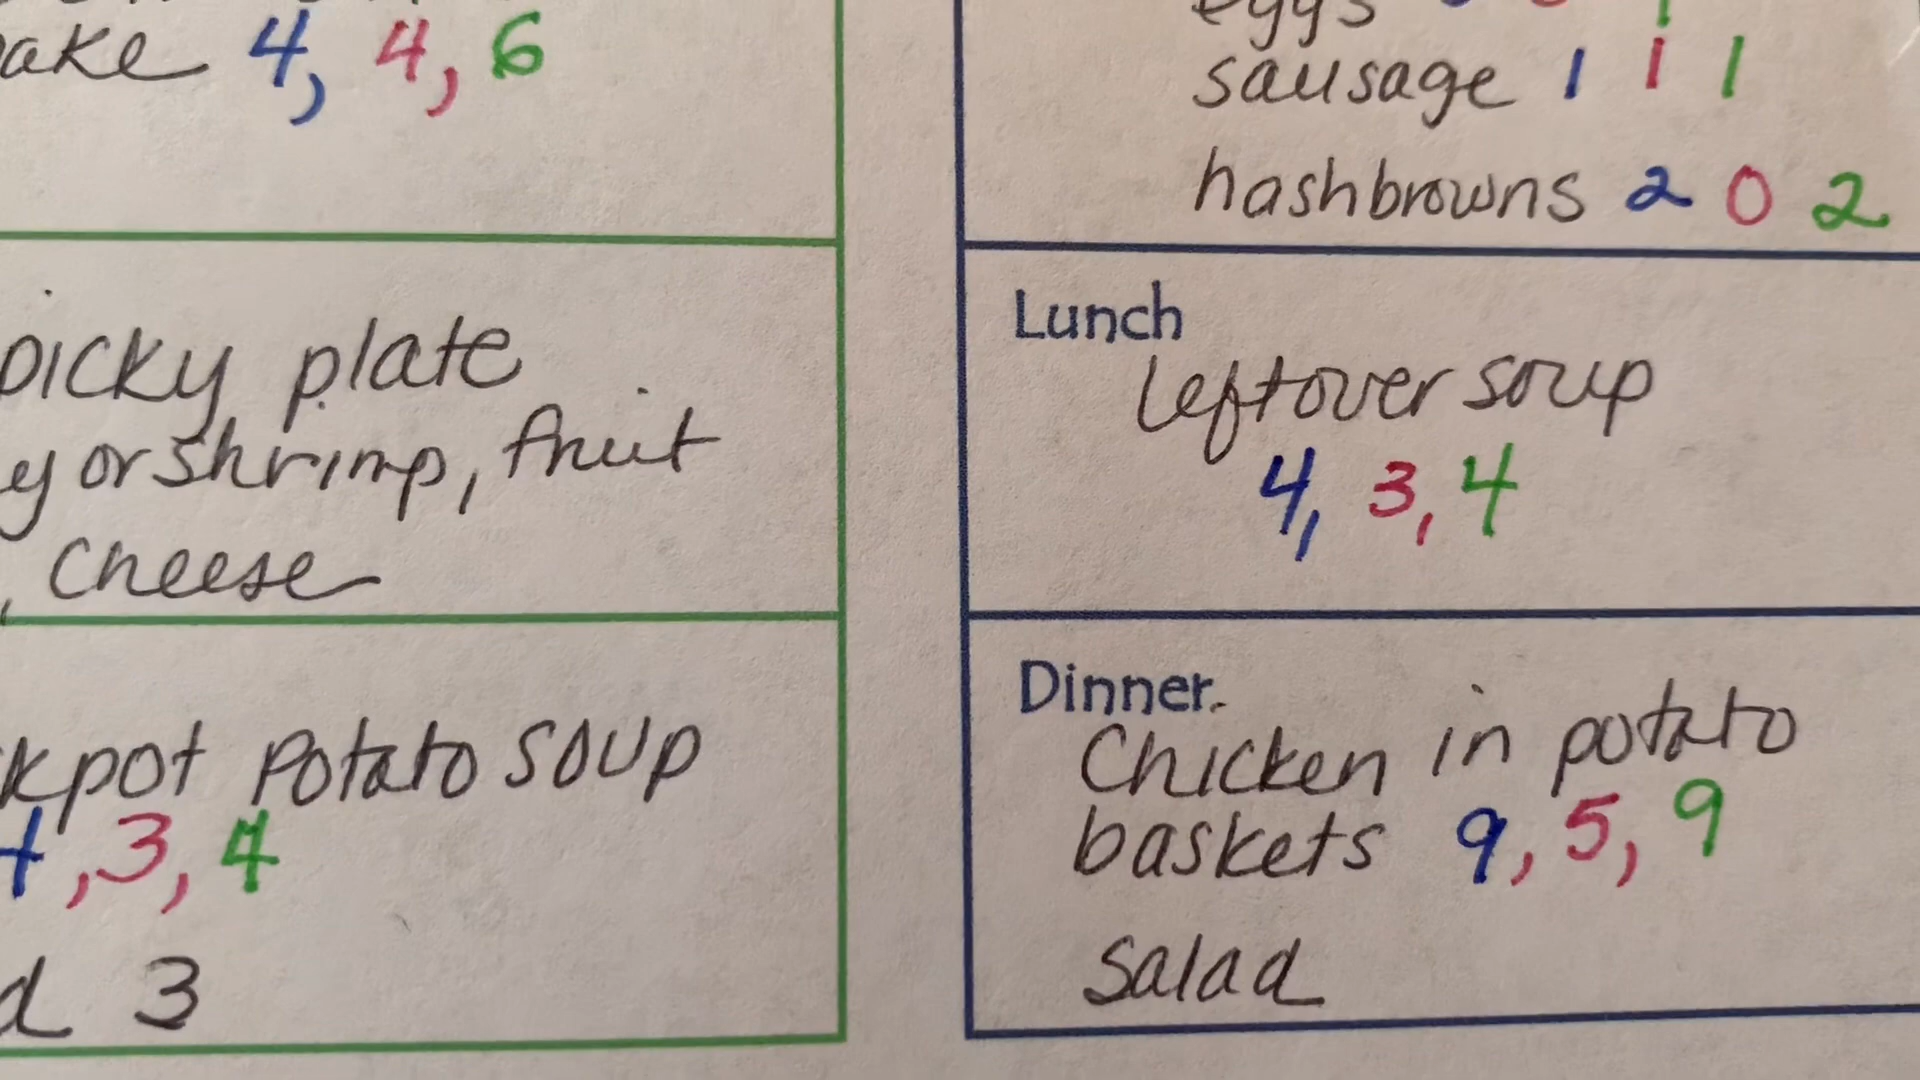 4, 4, 6
picky plate
or shrimp, fruit
, Cheese
pot Potato soup
4, 3, 4
3
eggs
sausage 1 1 1
hashbrowns 2 0 2
Lunch
Leftover soup
4, 3, 4
Dinner
Chicken in potato
baskets 9, 5, 9
Salad